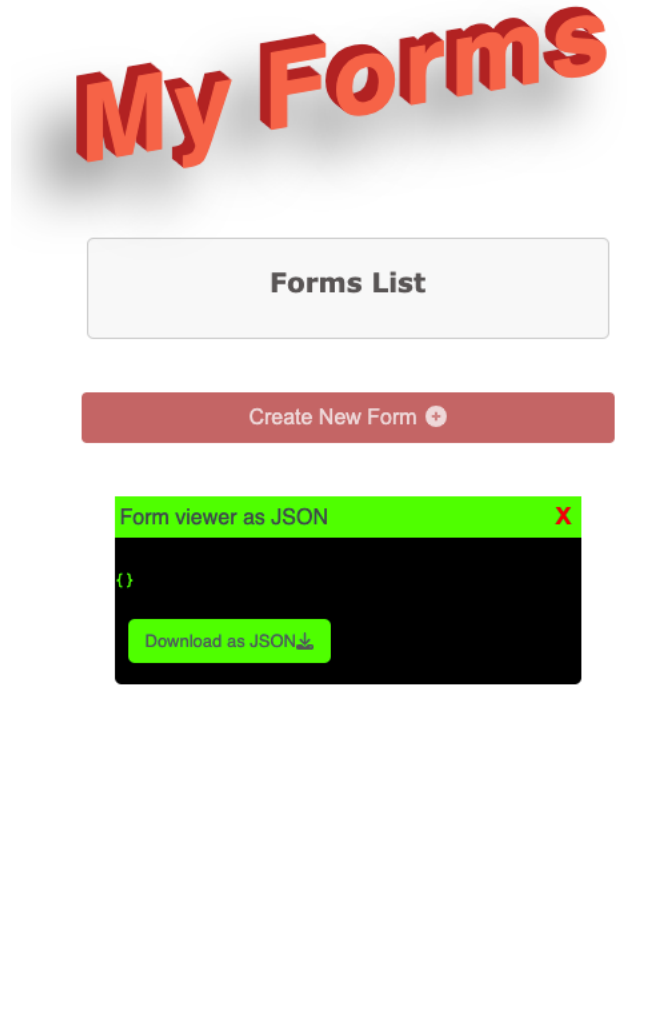 My Forms
Forms List
Create New Form
Form viewer as JSON X
{}
Download as JSON